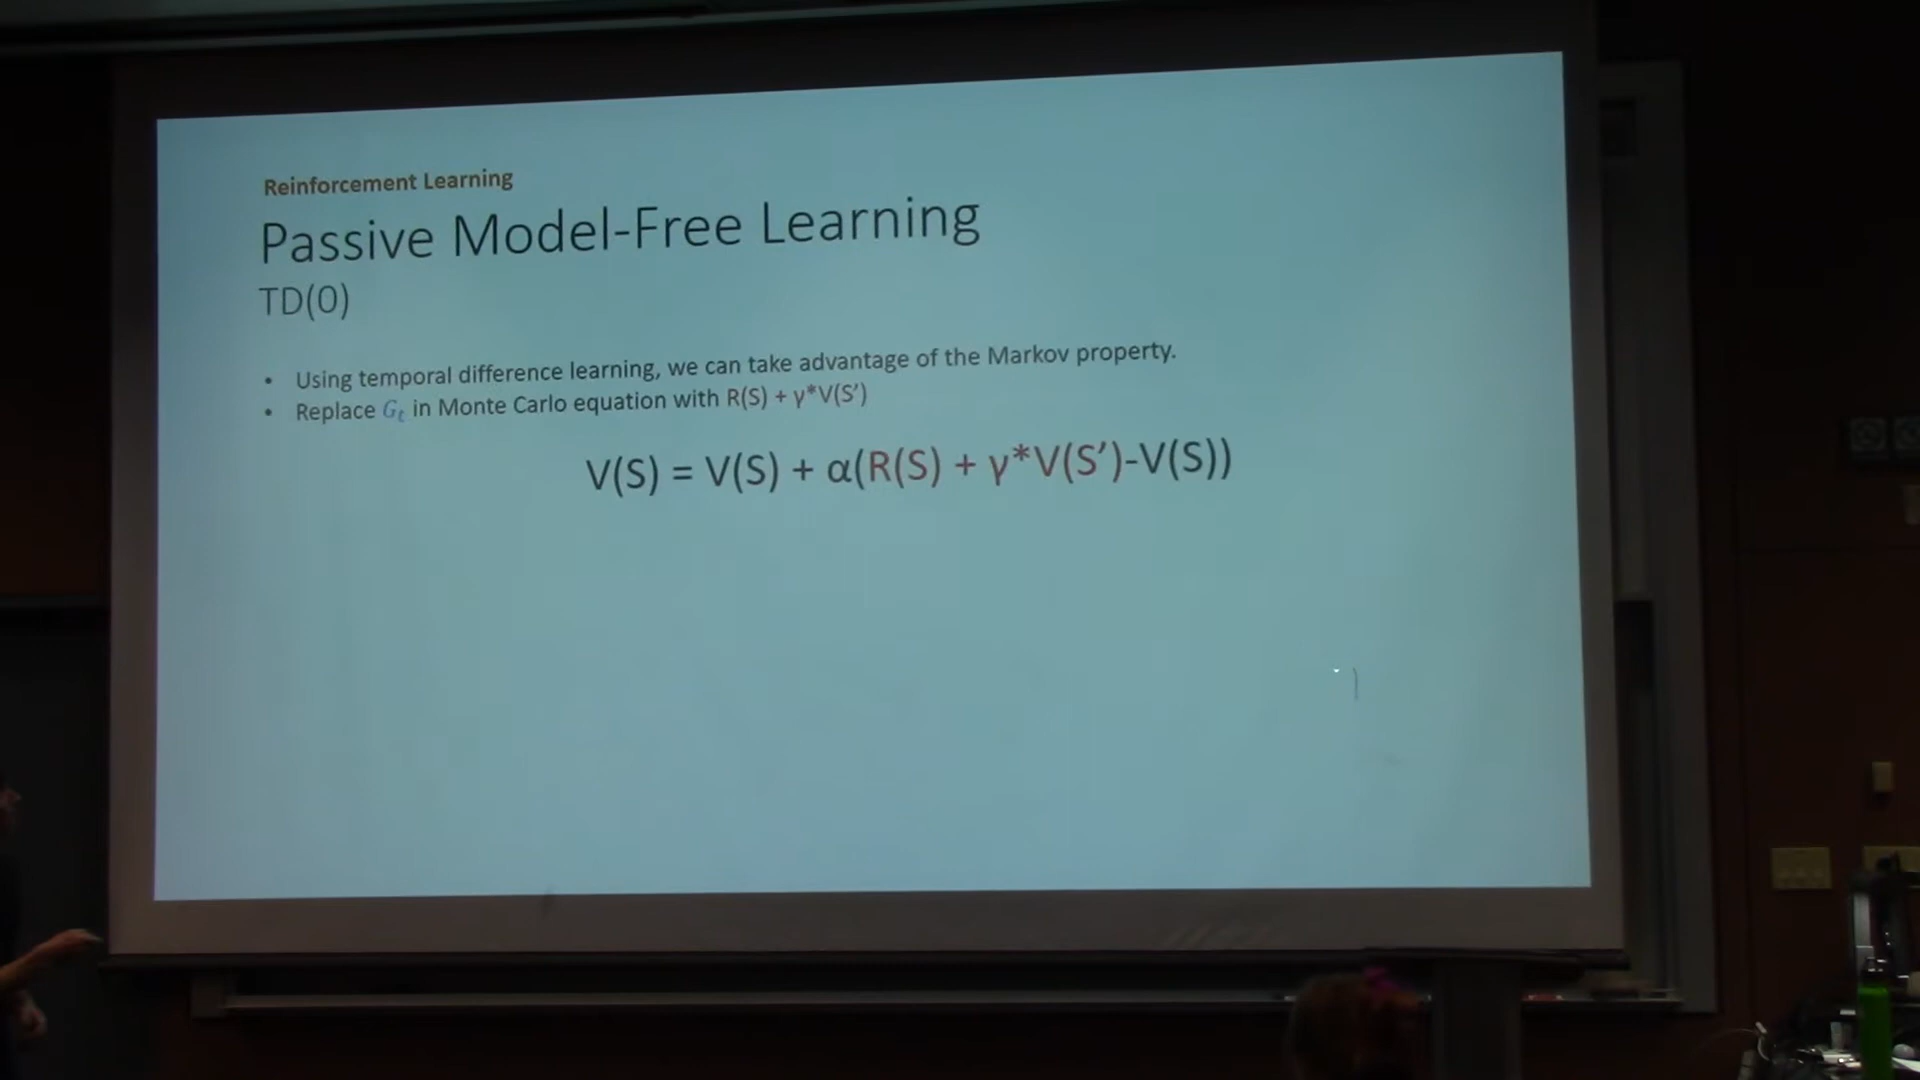 Reinforcement Learning
Passive Model-Free Learning
TD(0)
• Using temporal difference learning, we can take advantage of the Markov property.
• Replace Gₜ in Monte Carlo equation with R(S) + γ*V(S’)
V(S) = V(S) + α(R(S) + γ*V(S’)-V(S))